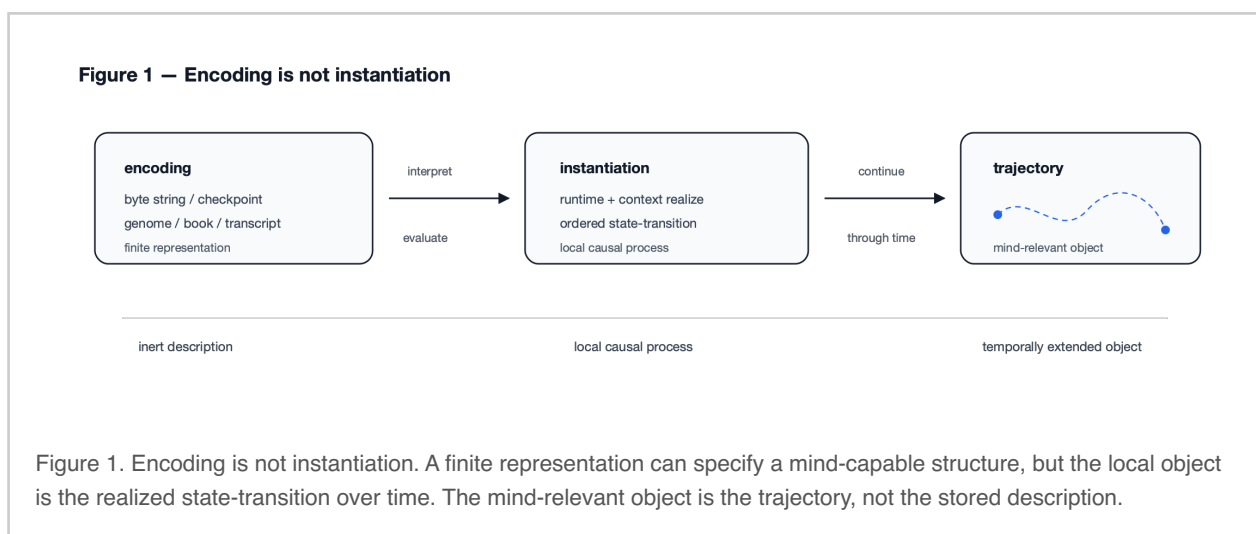 Figure 1 — Encoding is not instantiation
encoding
byte string / checkpoint
genome / book / transcript
finite representation
interpret
evaluate
instantiation
runtime + context realize
ordered state-transition
local causal process
continue
through time
trajectory
mind-relevant object
inert description
local causal process
temporally extended object
Figure 1. Encoding is not instantiation. A finite representation can specify a mind-capable structure, but the local object
is the realized state-transition over time. The mind-relevant object is the trajectory, not the stored description.